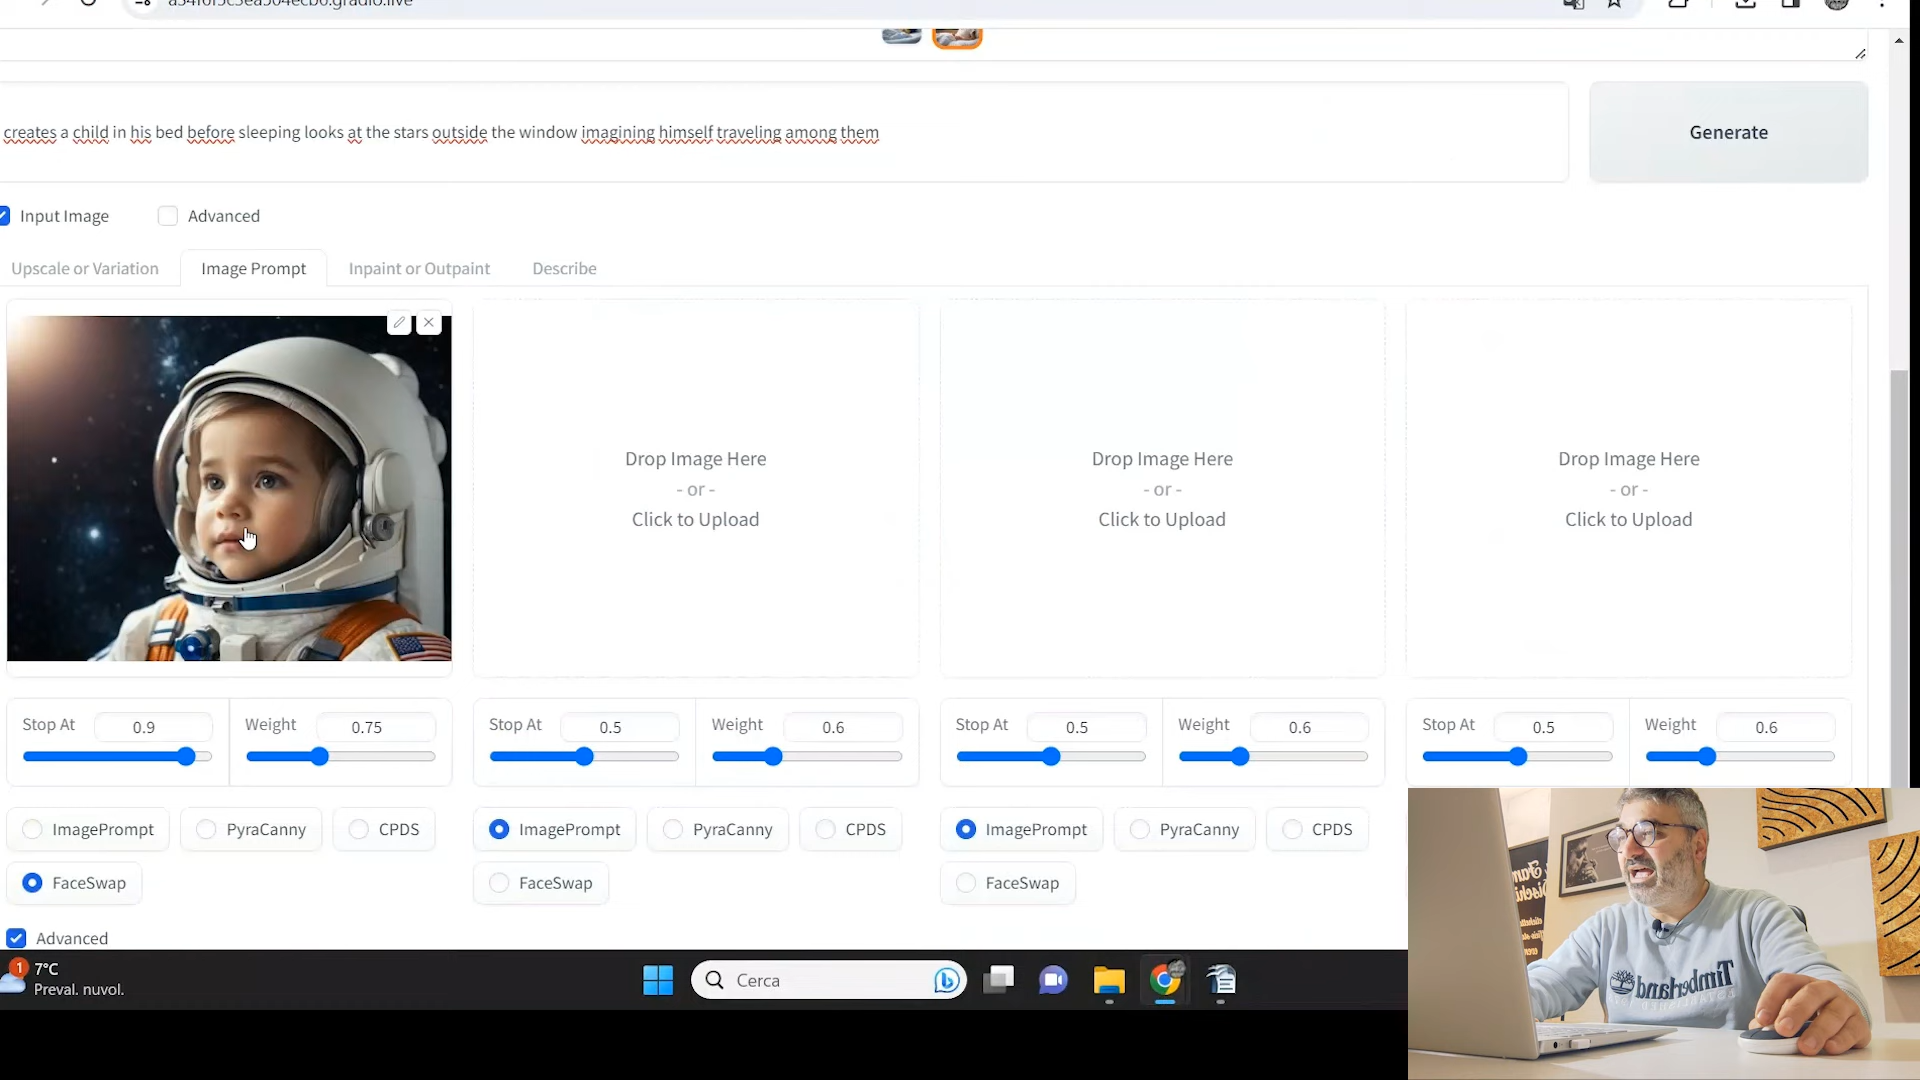 creates a child in his bed before sleeping looks at the stars outside the window imagining himself traveling among them
Generate
Input Image
Advanced
Upscale or Variation
Image Prompt
Inpaint or Outpaint
Describe
Drop Image Here
- or -
Click to Upload
Drop Image Here
- or -
Click to Upload
Drop Image Here
- or -
Click to Upload
Stop At 0.9 Weight 0.75
Stop At 0.5 Weight 0.6
Stop At 0.5 Weight 0.6
Stop At 0.5 Weight 0.6
ImagePrompt PyraCanny CPDS
ImagePrompt PyraCanny CPDS
ImagePrompt PyraCanny CPDS
FaceSwap
FaceSwap
FaceSwap
Advanced
1
7°C
Preval. nuvol.
Cerca
Timberland